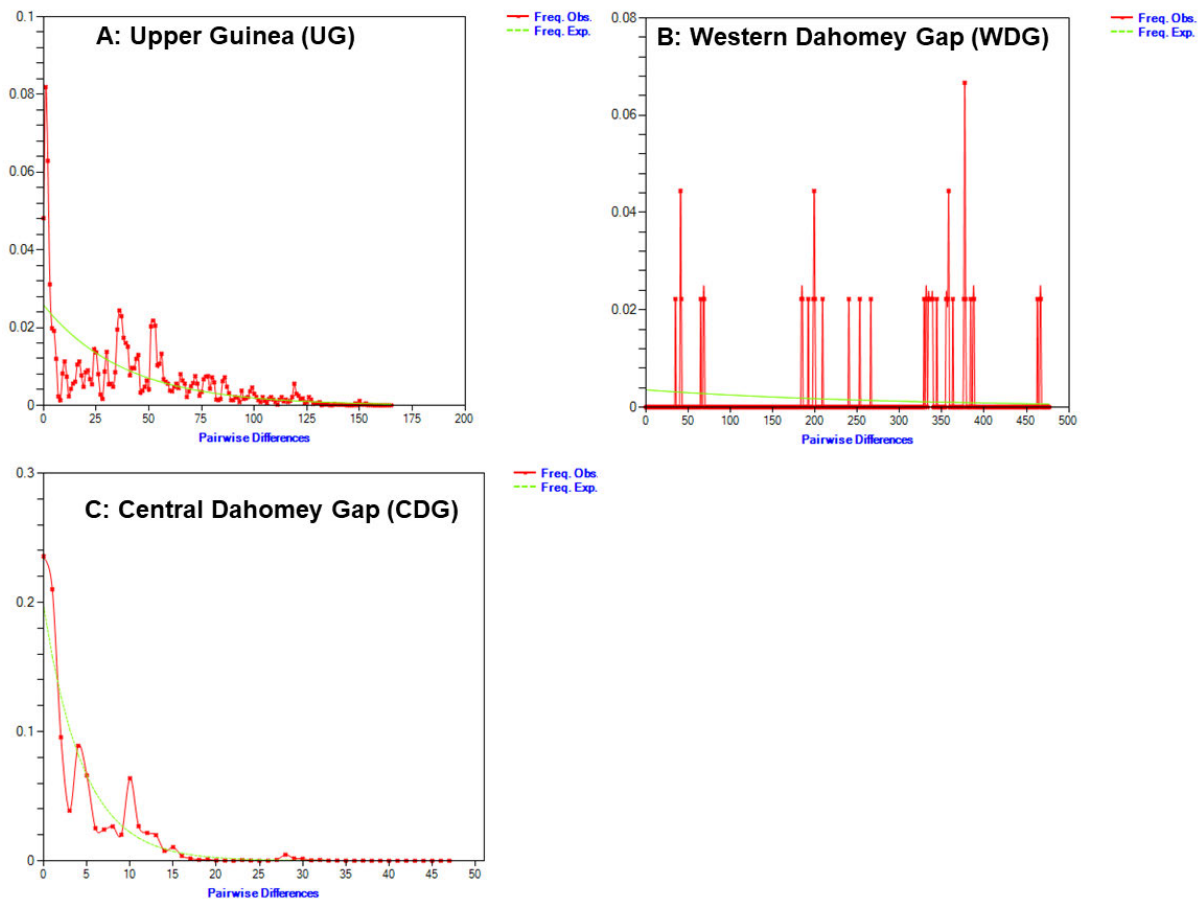 A: Upper Guinea (UG)
Freq. Obs.
Freq. Exp.
0.1
0.08
0.06
0.04
0.02
0
0 25 50 75 100 125 150 175 200
Pairwise Differences
B: Western Dahomey Gap (WDG)
Freq. Obs.
Freq. Exp.
0.08
0.06
0.04
0.02
0
0 50 100 150 200 250 300 350 400 450 500
Pairwise Differences
C: Central Dahomey Gap (CDG)
Freq. Obs.
Freq. Exp.
0.3
0.2
0.1
0
0 5 10 15 20 25 30 35 40 45 50
Pairwise Differences